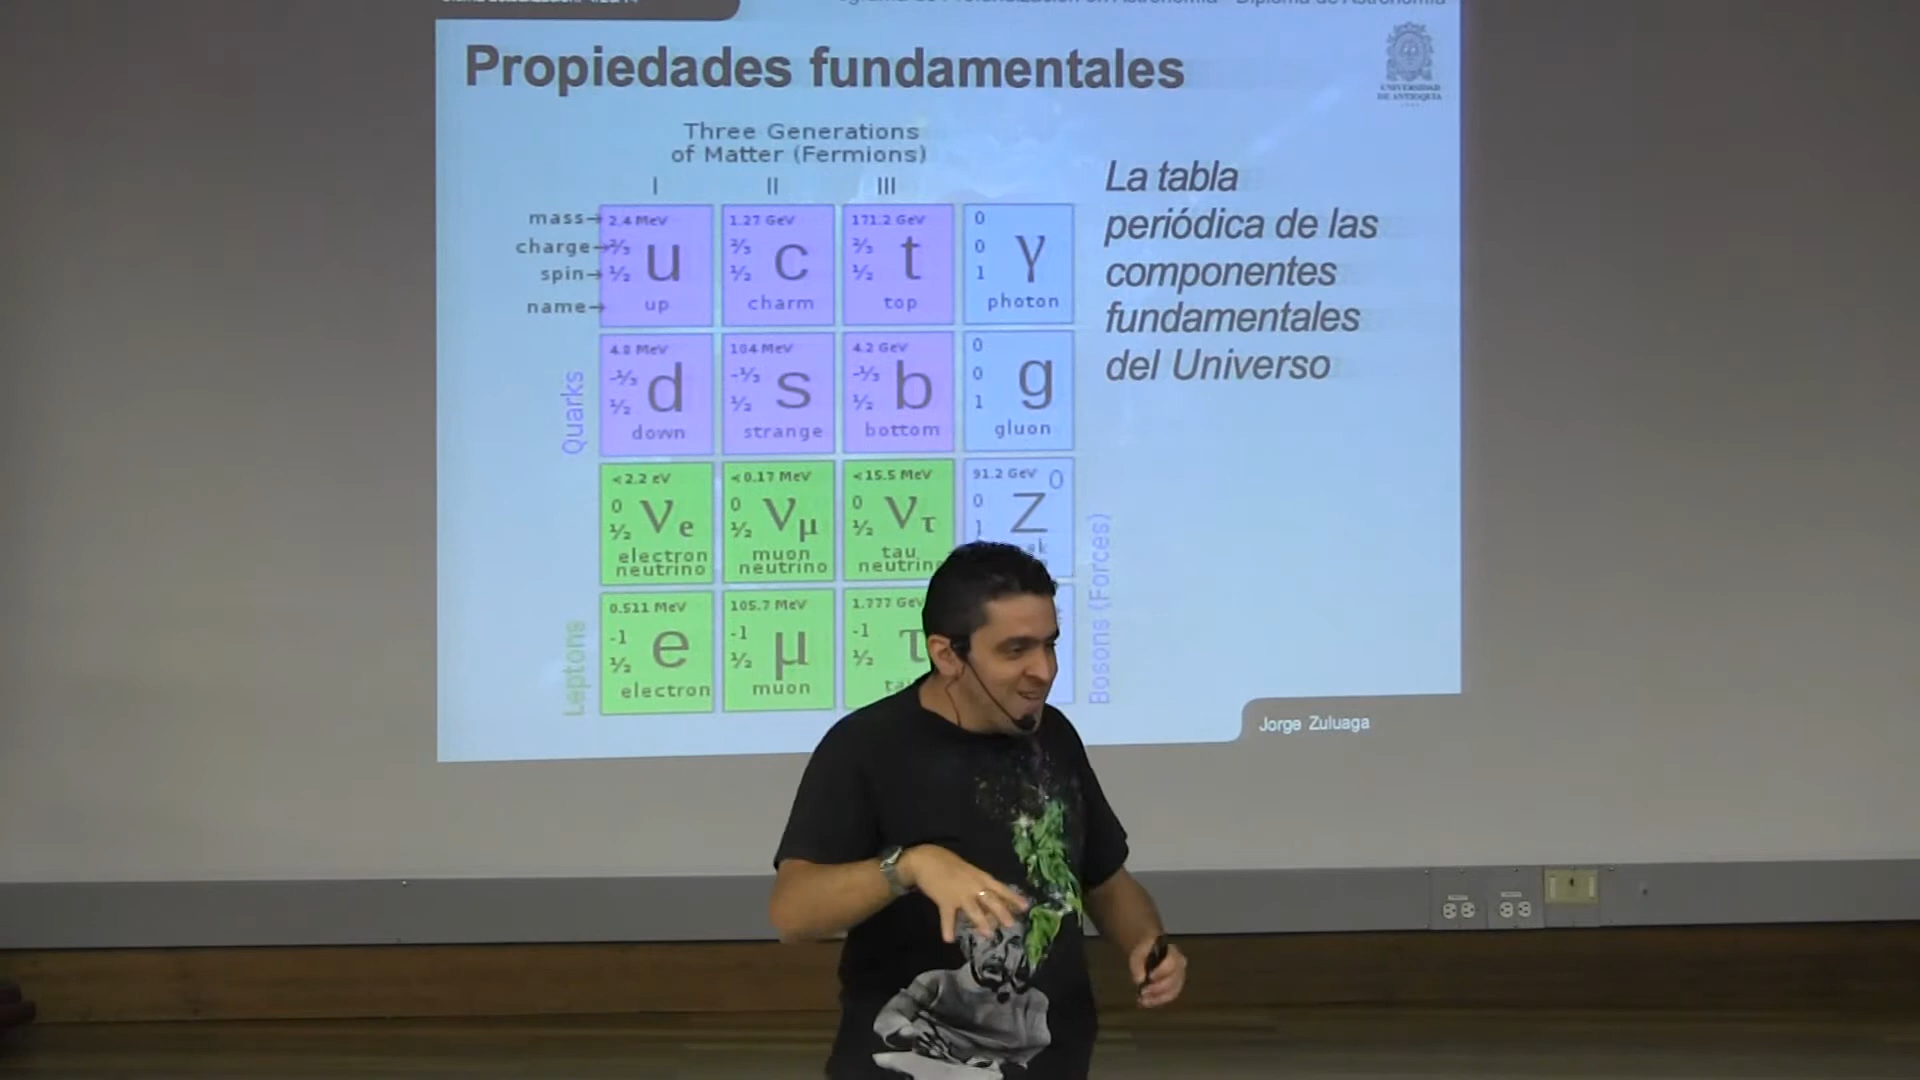 Propiedades fundamentales
UNIVERSIDAD
DE ANTIOQUIA
Three Generations
of Matter (Fermions)
I II III
mass→
charge→
spin→
name→
2.4 MeV
⅔
½
u
up
1.27 GeV
⅔
½
c
charm
171.2 GeV
⅔
½
t
top
0
0
1
γ
photon
Quarks
4.8 MeV
-⅓
½
d
down
104 MeV
-⅓
½
s
strange
4.2 GeV
-⅓
½
b
bottom
0
0
1
g
gluon
<2.2 eV
0
½
νe
electron
neutrino
<0.17 MeV
0
½
νμ
muon
neutrino
<15.5 MeV
0
½
ντ
tau
neutrino
91.2 GeV
0
1
Z0
Leptons
0.511 MeV
-1
½
e
electron
105.7 MeV
-1
½
μ
muon
1.777 GeV
-1
½
τ
Bosons (Forces)
La tabla
periódica de las
componentes
fundamentales
del Universo
Jorge Zuluaga